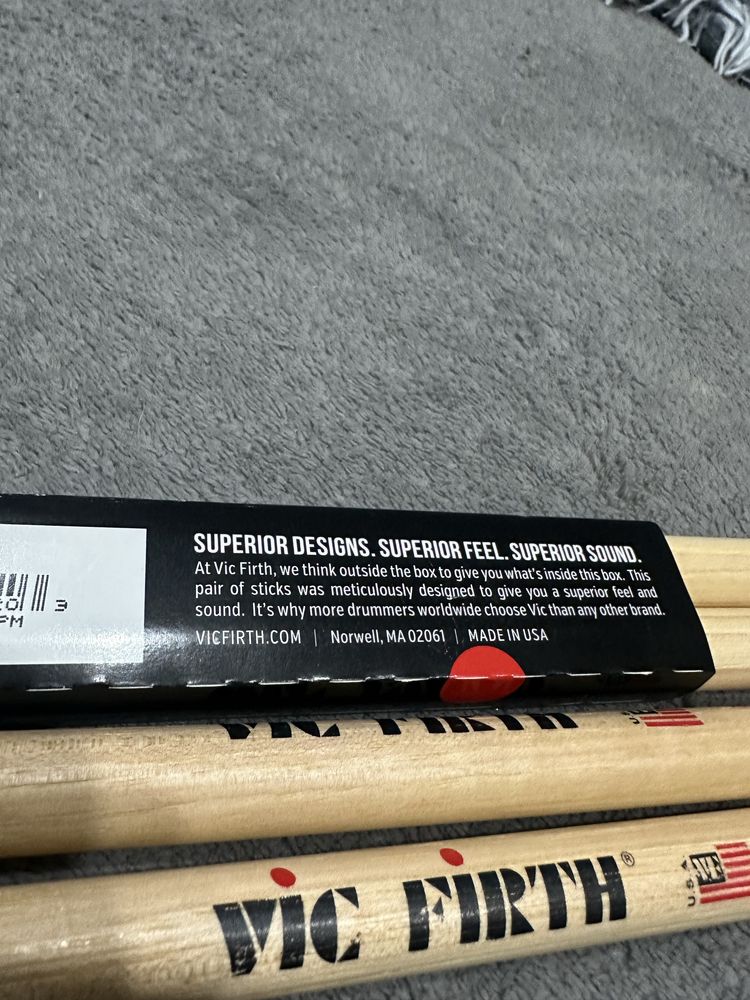 SUPERIOR DESIGNS. SUPERIOR FEEL. SUPERIOR SOUND.
At Vic Firth, we think outside the box to give you what's inside this box. This
pair of sticks was meticulously designed to give you a superior feel and
sound. It's why more drummers worldwide choose Vic than any other brand.
VICFIRTH.COM | Norwell, MA 02061 | MADE IN USA
3
VIC FIRTH
VIC FIRTH®
U.S.A
VF